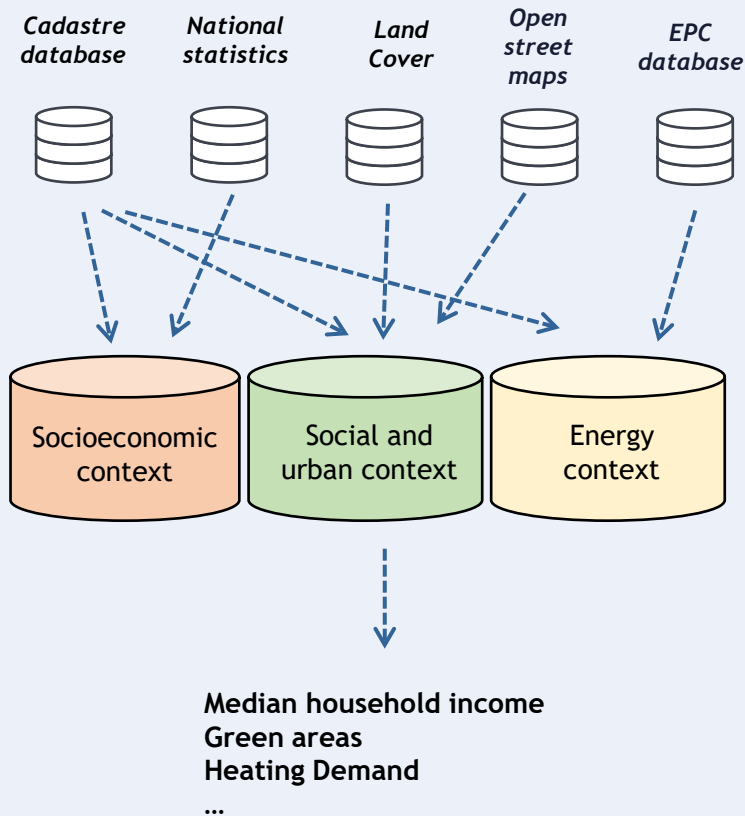 Cadastre
database
National
statistics
Land
Cover
Open
street
maps
EPC
database
Socioeconomic
context
Social and
urban context
Energy
context
Median household income
Green areas
Heating Demand
…